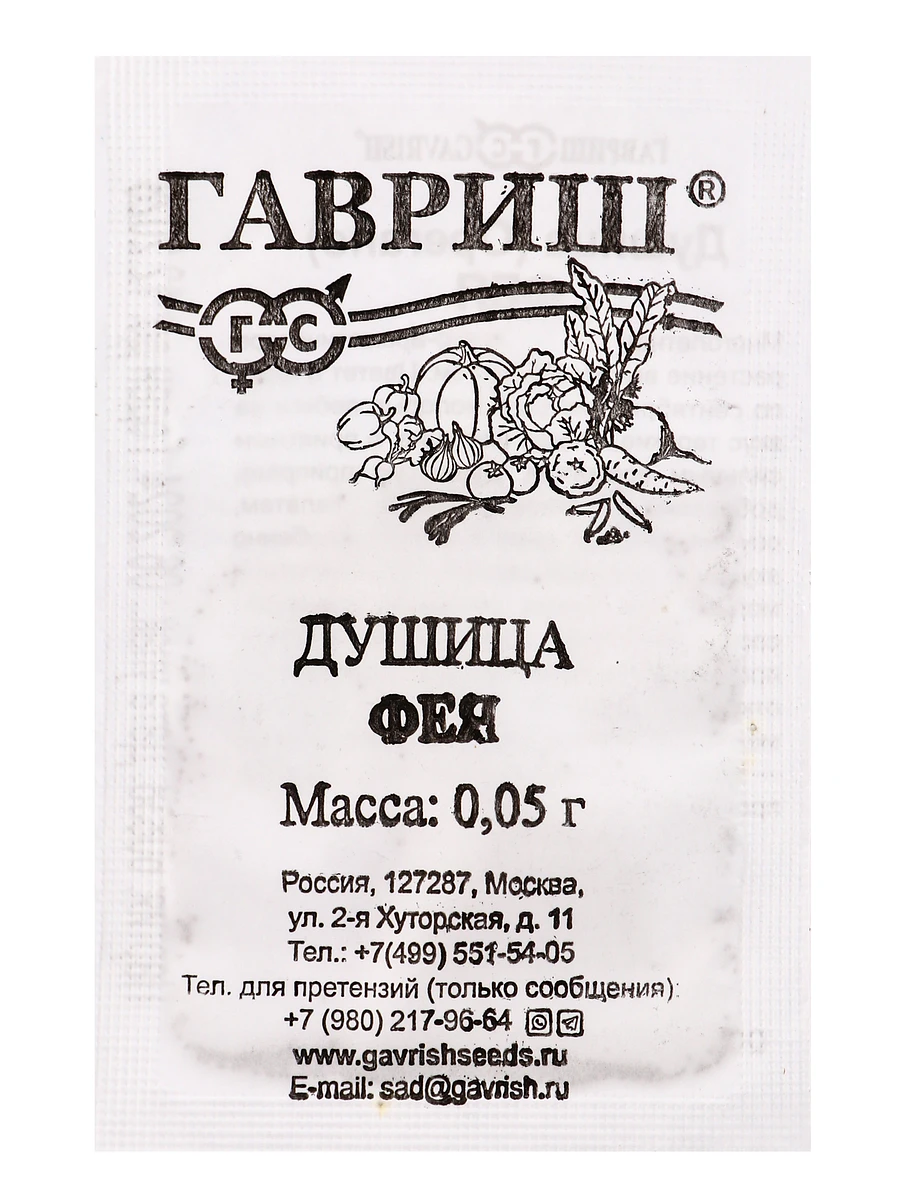 ГАВРИШ®
Г С
ДУШИЦА
ФЕЯ
Масса: 0,05 г
Россия, 127287, Москва,
ул. 2-я Хуторская, д. 11
Тел.: +7(499) 551-54-05
Тел. для претензий (только сообщения):
+7 (980) 217-96-64
www.gavrishseeds.ru
E-mail: sad@gavrish.ru